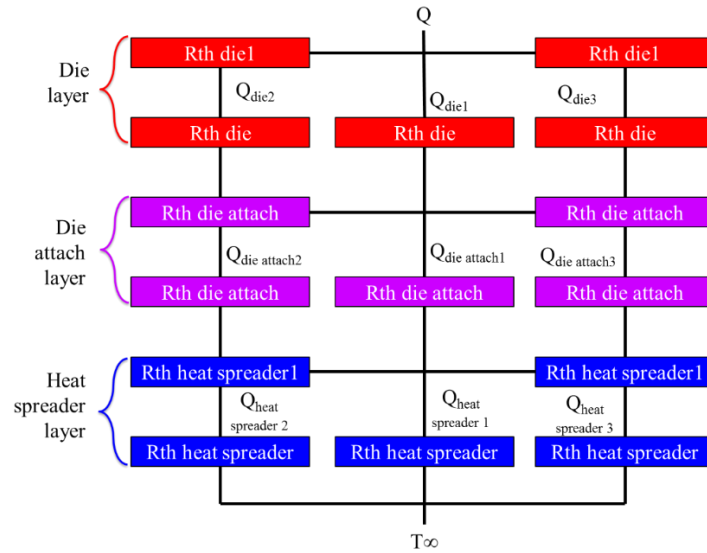 Q
Rth die1
Rth die1
Die
layer
Qdie2
Qdie1
Qdie3
Rth die
Rth die
Rth die
Rth die attach
Rth die attach
Die
attach
layer
Qdie attach2
Qdie attach1
Qdie attach3
Rth die attach
Rth die attach
Rth die attach
Rth heat spreader1
Rth heat spreader1
Heat
spreader
layer
Qheat
spreader 2
Qheat
spreader 1
Qheat
spreader 3
Rth heat spreader
Rth heat spreader
Rth heat spreader
T∞